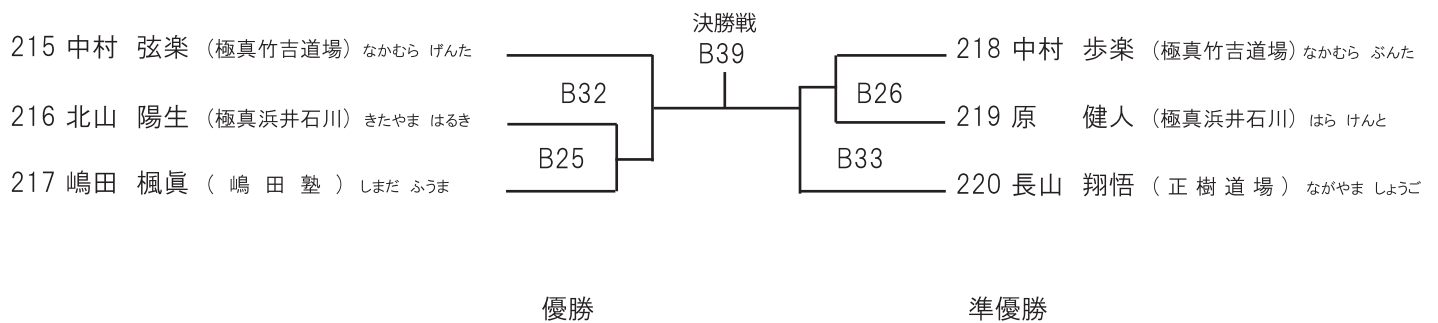 決勝戦
B39
215 中村 弦楽 （極真竹吉道場） なかむら げんた
B32
216 北山 陽生 （極真浜井石川） きたやま はるき
B25
217 嶋田 楓眞 （ 嶋 田 塾 ） しまだ ふうま
218 中村 歩楽 （極真竹吉道場） なかむら ぶんた
B26
219 原 健人 （極真浜井石川） はら けんと
B33
220 長山 翔悟 （ 正 樹 道 場 ） ながやま しょうご
優勝
準優勝